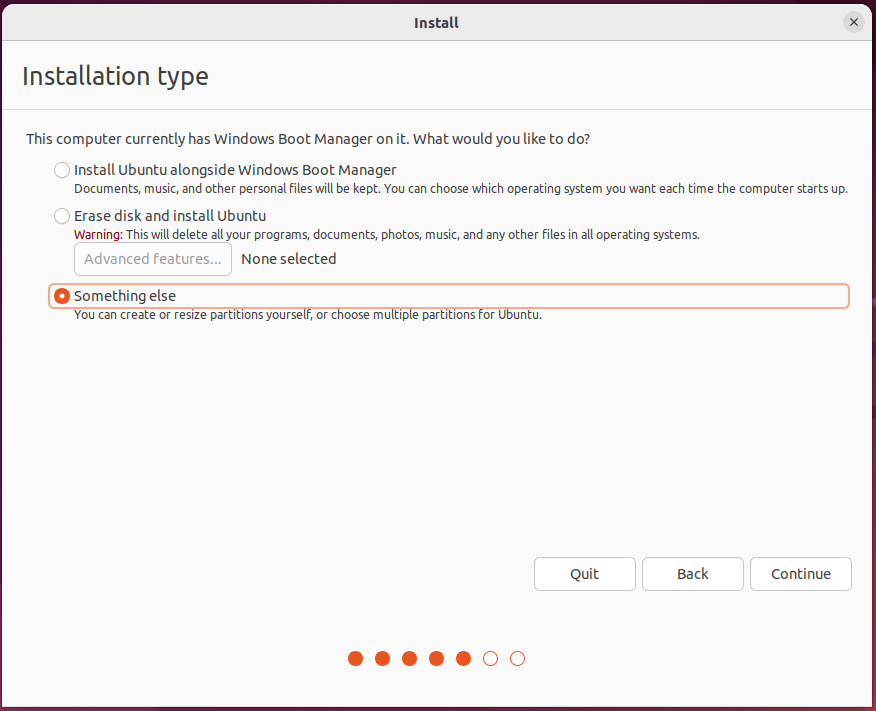 Install
Installation type
This computer currently has Windows Boot Manager on it. What would you like to do?
Install Ubuntu alongside Windows Boot Manager
Documents, music, and other personal files will be kept. You can choose which operating system you want each time the computer starts up.
Erase disk and install Ubuntu
Warning: This will delete all your programs, documents, photos, music, and any other files in all operating systems.
Advanced features... None selected
Something else
You can create or resize partitions yourself, or choose multiple partitions for Ubuntu.
Quit Back Continue